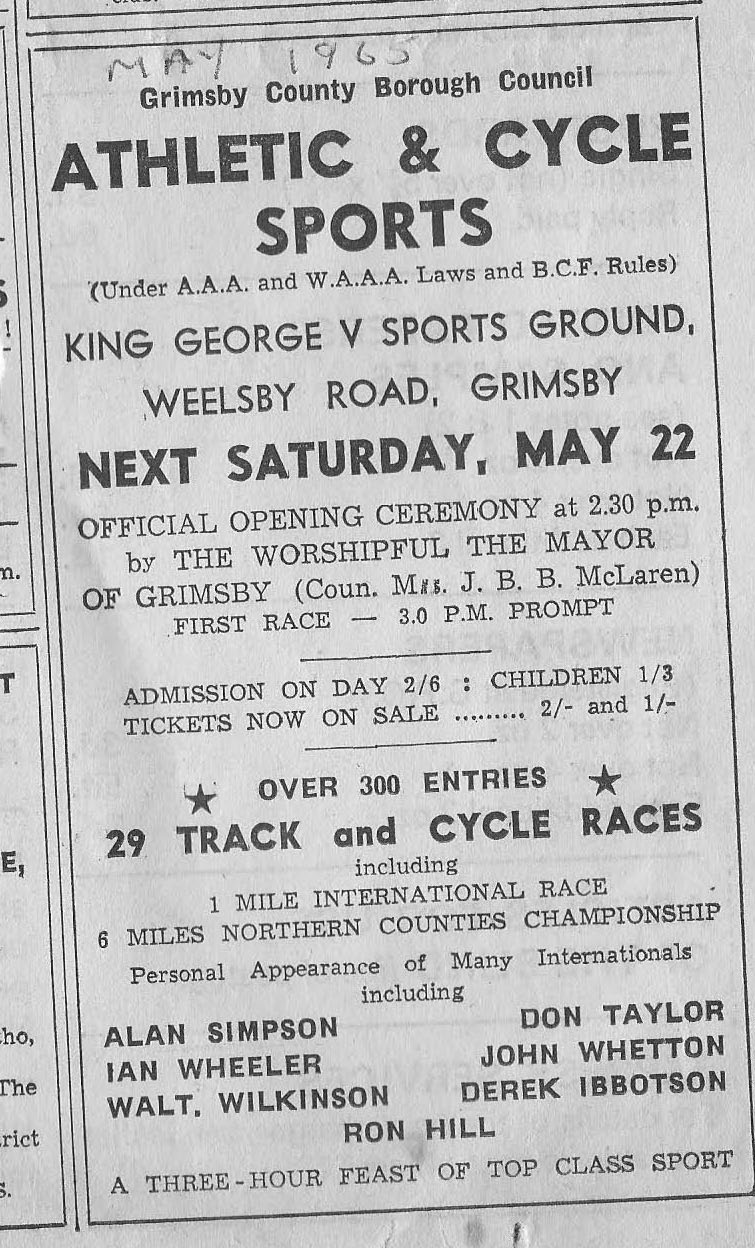 MAY 1965
Grimsby County Borough Council
ATHLETIC & CYCLE
SPORTS
(Under A.A.A. and W.A.A.A. Laws and B.C.F. Rules)
KING GEORGE V SPORTS GROUND,
WEELSBY ROAD, GRIMSBY
NEXT SATURDAY, MAY 22
OFFICIAL OPENING CEREMONY at 2.30 p.m.
by THE WORSHIPFUL THE MAYOR
OF GRIMSBY (Coun. Mrs. J. B. B. McLaren)
FIRST RACE — 3.0 P.M. PROMPT
ADMISSION ON DAY 2/6 : CHILDREN 1/3
TICKETS NOW ON SALE ......... 2/- and 1/-
★ OVER 300 ENTRIES ★
29 TRACK and CYCLE RACES
including
1 MILE INTERNATIONAL RACE
6 MILES NORTHERN COUNTIES CHAMPIONSHIP
Personal Appearance of Many Internationals
including
ALAN SIMPSON DON TAYLOR
IAN WHEELER JOHN WHETTON
WALT. WILKINSON DEREK IBBOTSON
RON HILL
A THREE-HOUR FEAST OF TOP CLASS SPORT